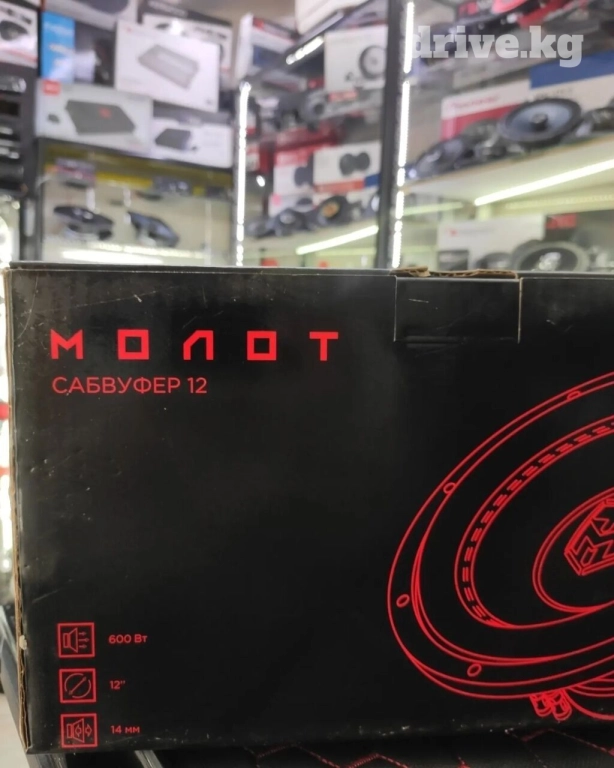 drive.kg
МОЛОТ
САБВУФЕР 12
600 Вт
12"
14 мм